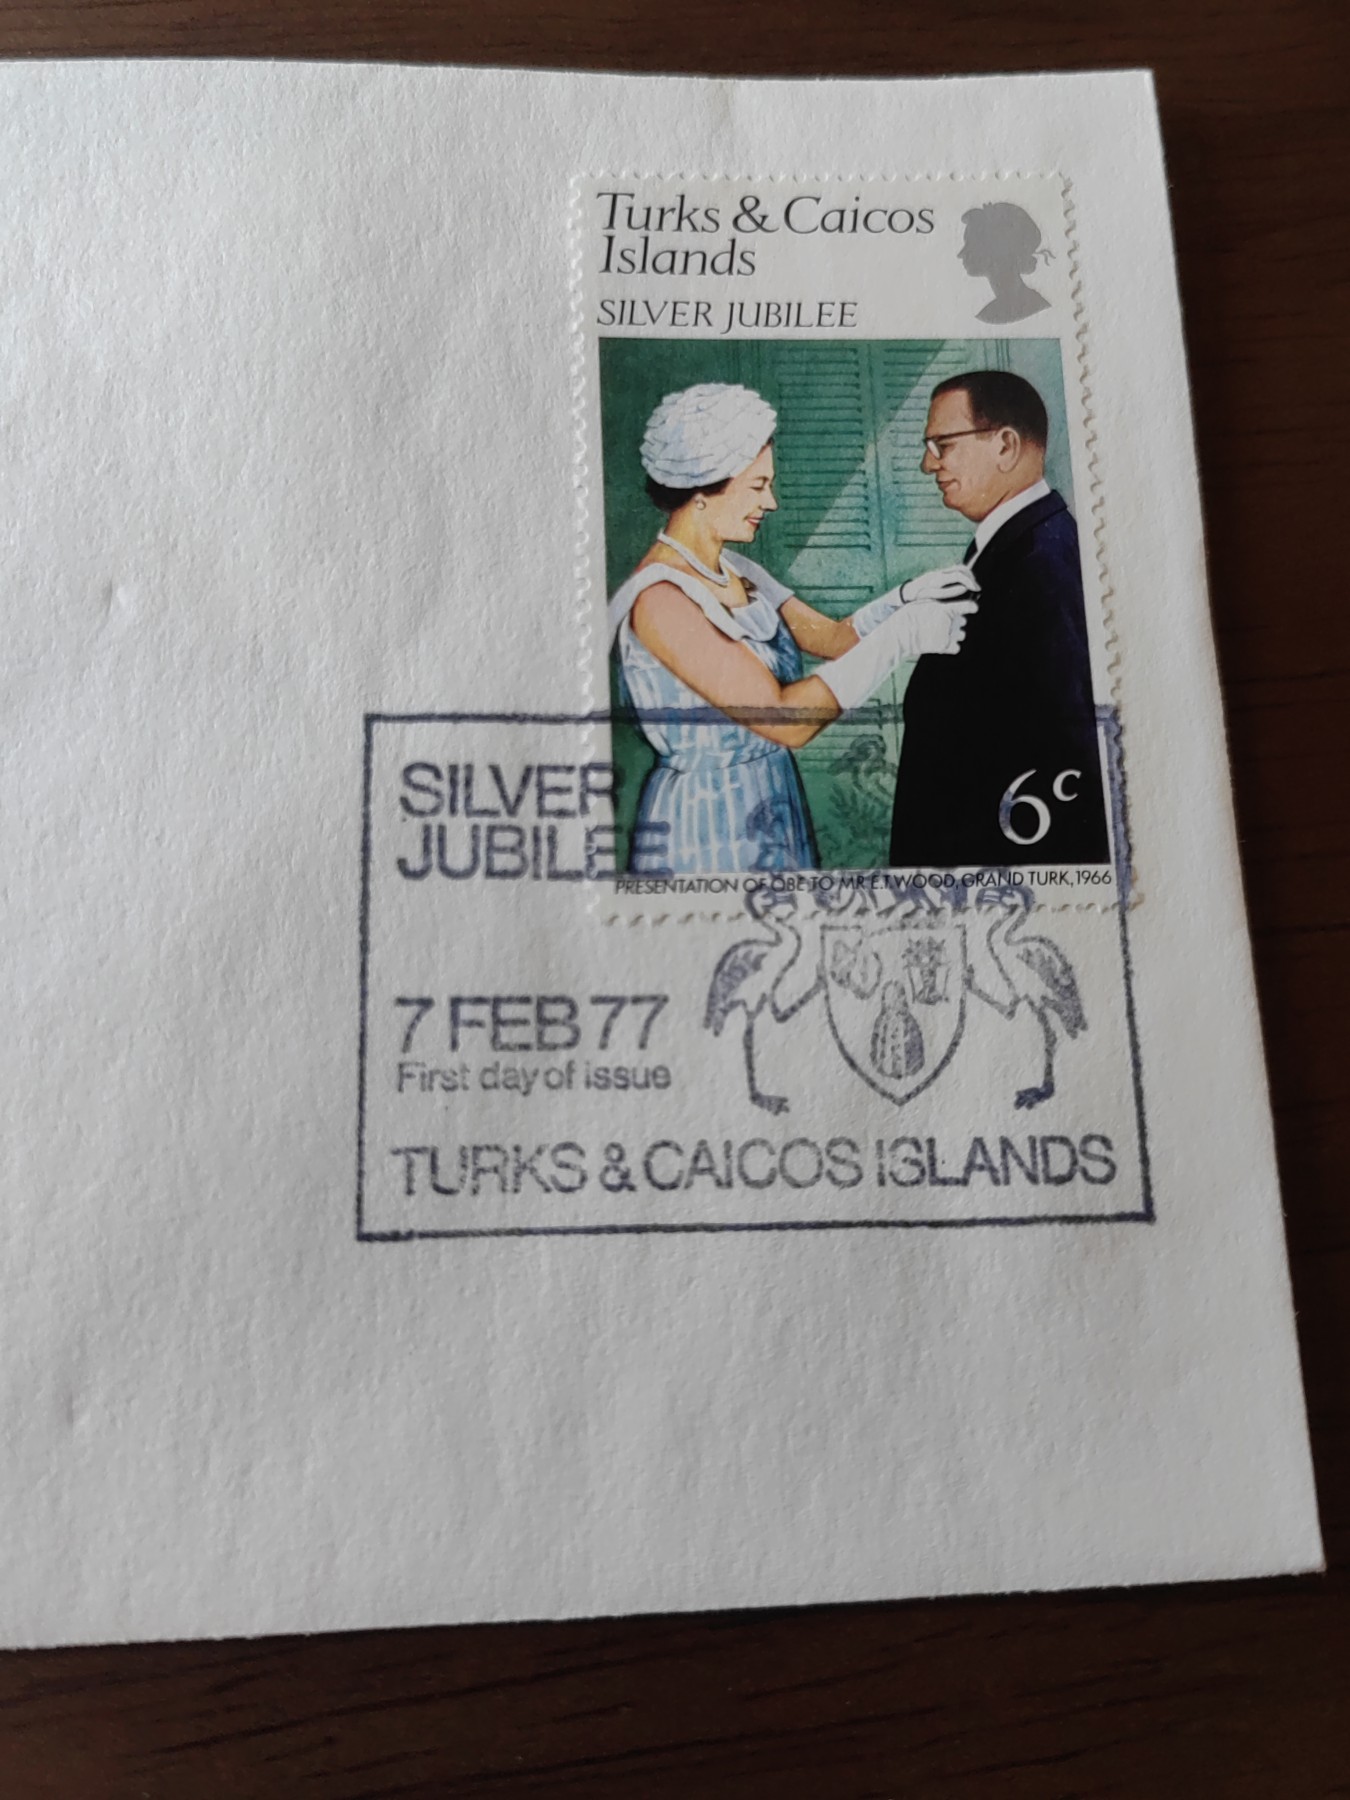 Turks & Caicos
Islands
SILVER JUBILEE
6c
PRESENTATION OF OBE TO MR.E.T.WOOD, GRAND TURK, 1966
SILVER
JUBILEE
7 FEB 77
First day of issue
TURKS & CAICOS ISLANDS